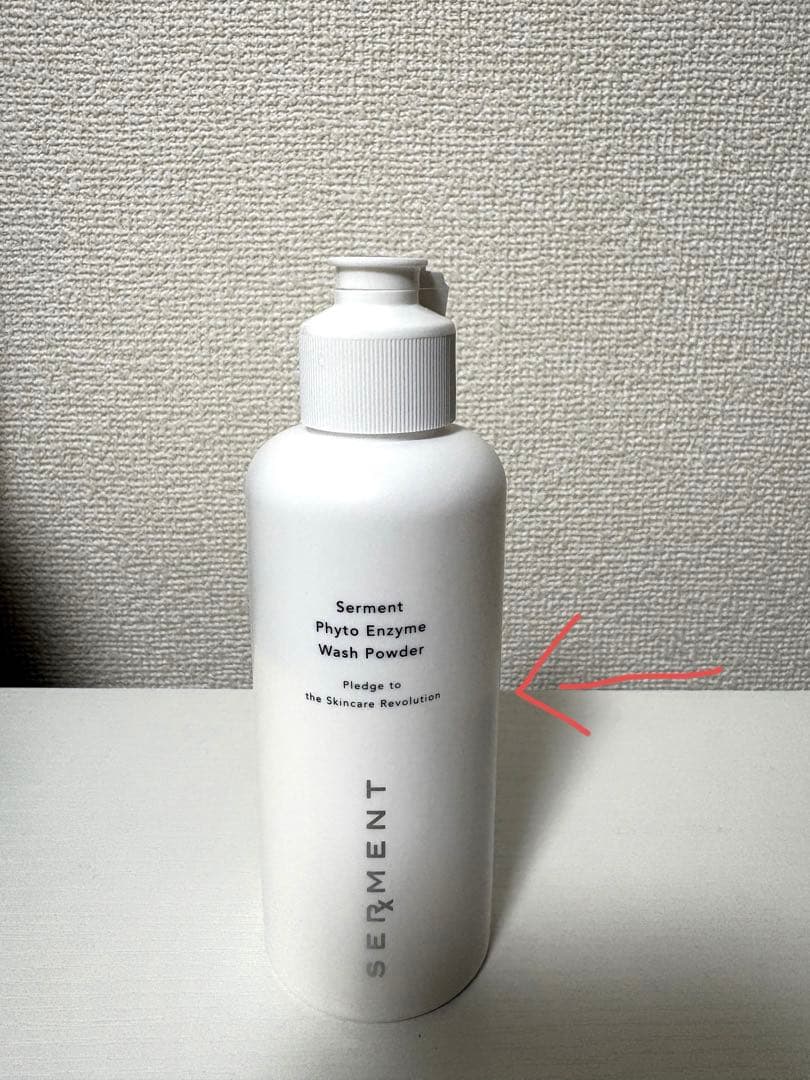 Serment
Phyto Enzyme
Wash Powder
Pledge to
the Skincare Revolution
SERMENT